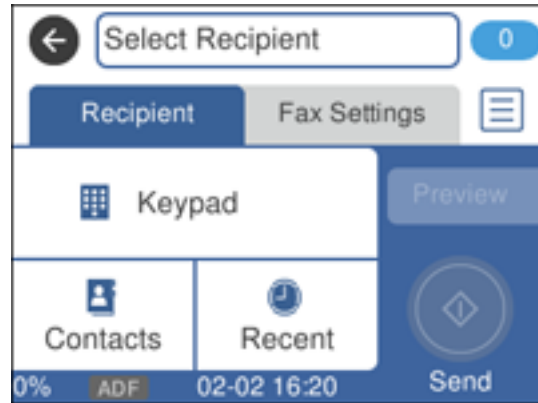 Select Recipient 0
Recipient Fax Settings
Keypad Preview
Contacts Recent
0% ADF 02-02 16:20 Send